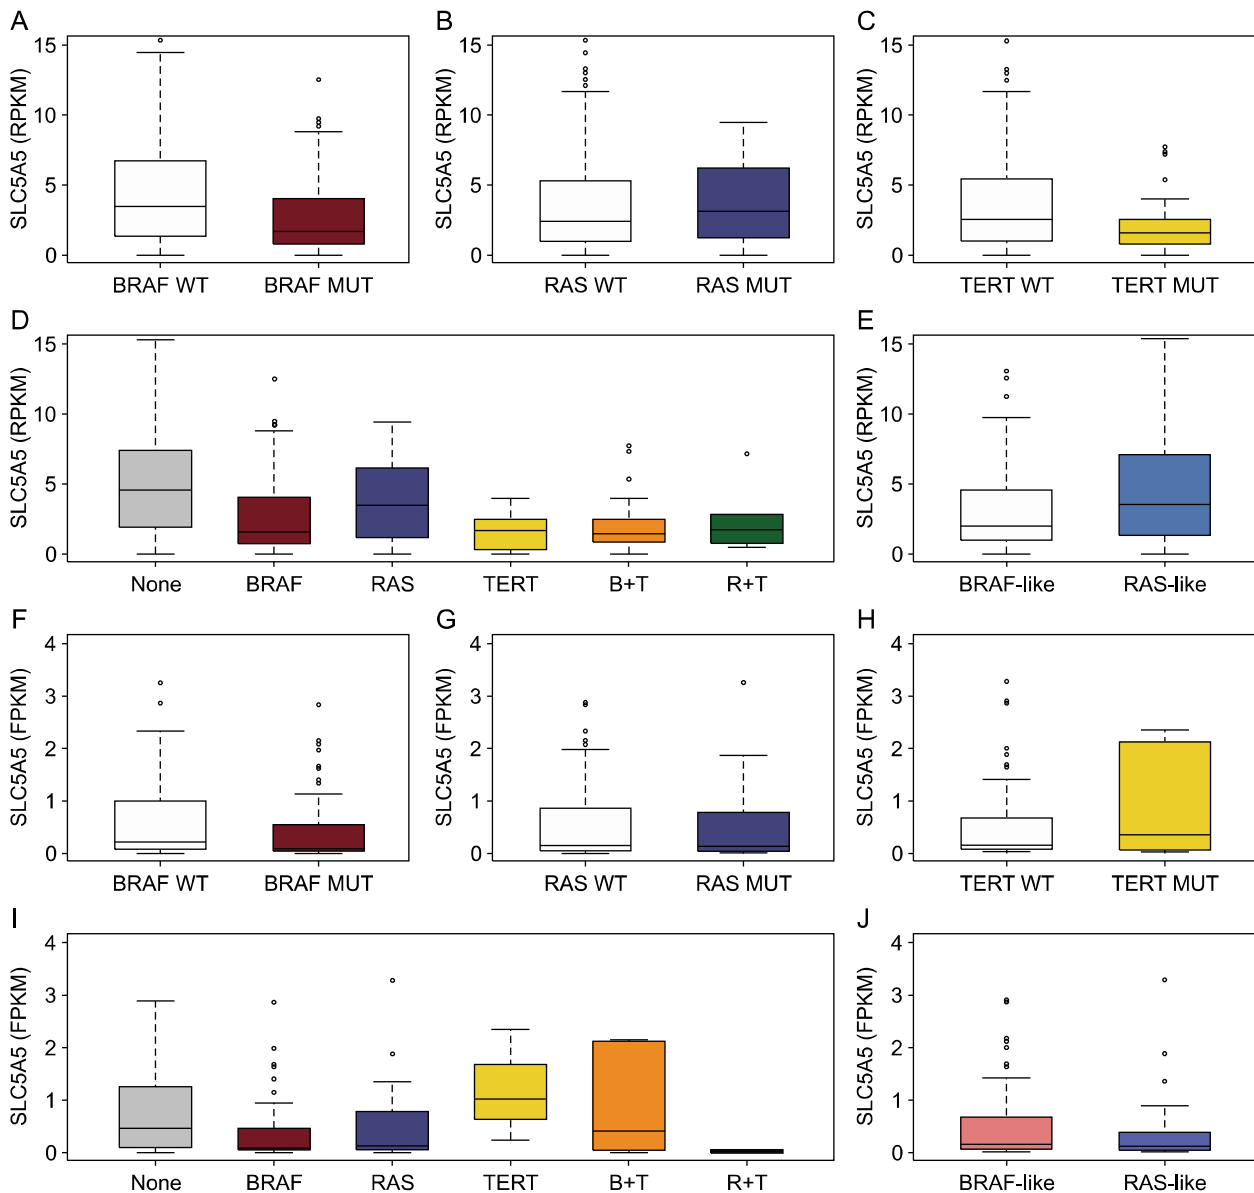 A
SLC5A5 (RPKM)
15
10
5
0
BRAF WT
BRAF MUT
B
SLC5A5 (RPKM)
15
10
5
0
RAS WT
RAS MUT
C
SLC5A5 (RPKM)
15
10
5
0
TERT WT
TERT MUT
D
SLC5A5 (RPKM)
15
10
5
0
None
BRAF
RAS
TERT
B+T
R+T
E
SLC5A5 (RPKM)
15
10
5
0
BRAF-like
RAS-like
F
SLC5A5 (FPKM)
4
3
2
1
0
BRAF WT
BRAF MUT
G
SLC5A5 (FPKM)
4
3
2
1
0
RAS WT
RAS MUT
H
SLC5A5 (FPKM)
4
3
2
1
0
TERT WT
TERT MUT
I
SLC5A5 (FPKM)
4
3
2
1
0
None
BRAF
RAS
TERT
B+T
R+T
J
SLC5A5 (FPKM)
4
3
2
1
0
BRAF-like
RAS-like